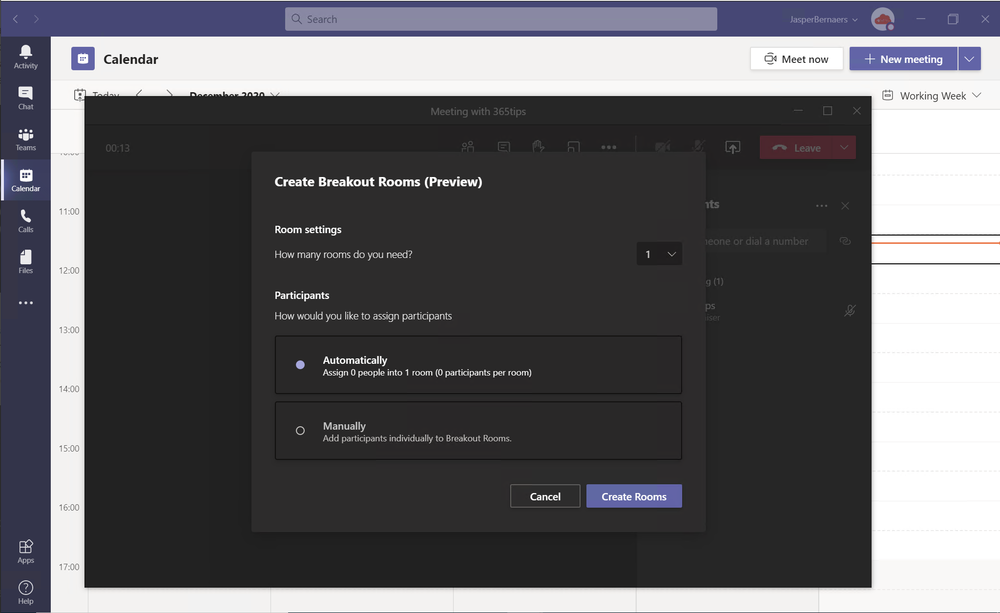 Search
JasperBernaers
Activity
Calendar
Meet now
New meeting
Chat
Today
December 2020
Working Week
Meeting with 365tips
Teams
00:13
Leave
Calendar
Create Breakout Rooms (Preview)
nts
Calls
11:00
Room settings
How many rooms do you need?
1
neone or dial a number
Files
12:00
g (1)
Participants
How would you like to assign participants
ps
iser
13:00
Automatically
Assign 0 people into 1 room (0 participants per room)
14:00
Manually
Add participants individually to Breakout Rooms.
15:00
Cancel
Create Rooms
16:00
Apps
17:00
Help